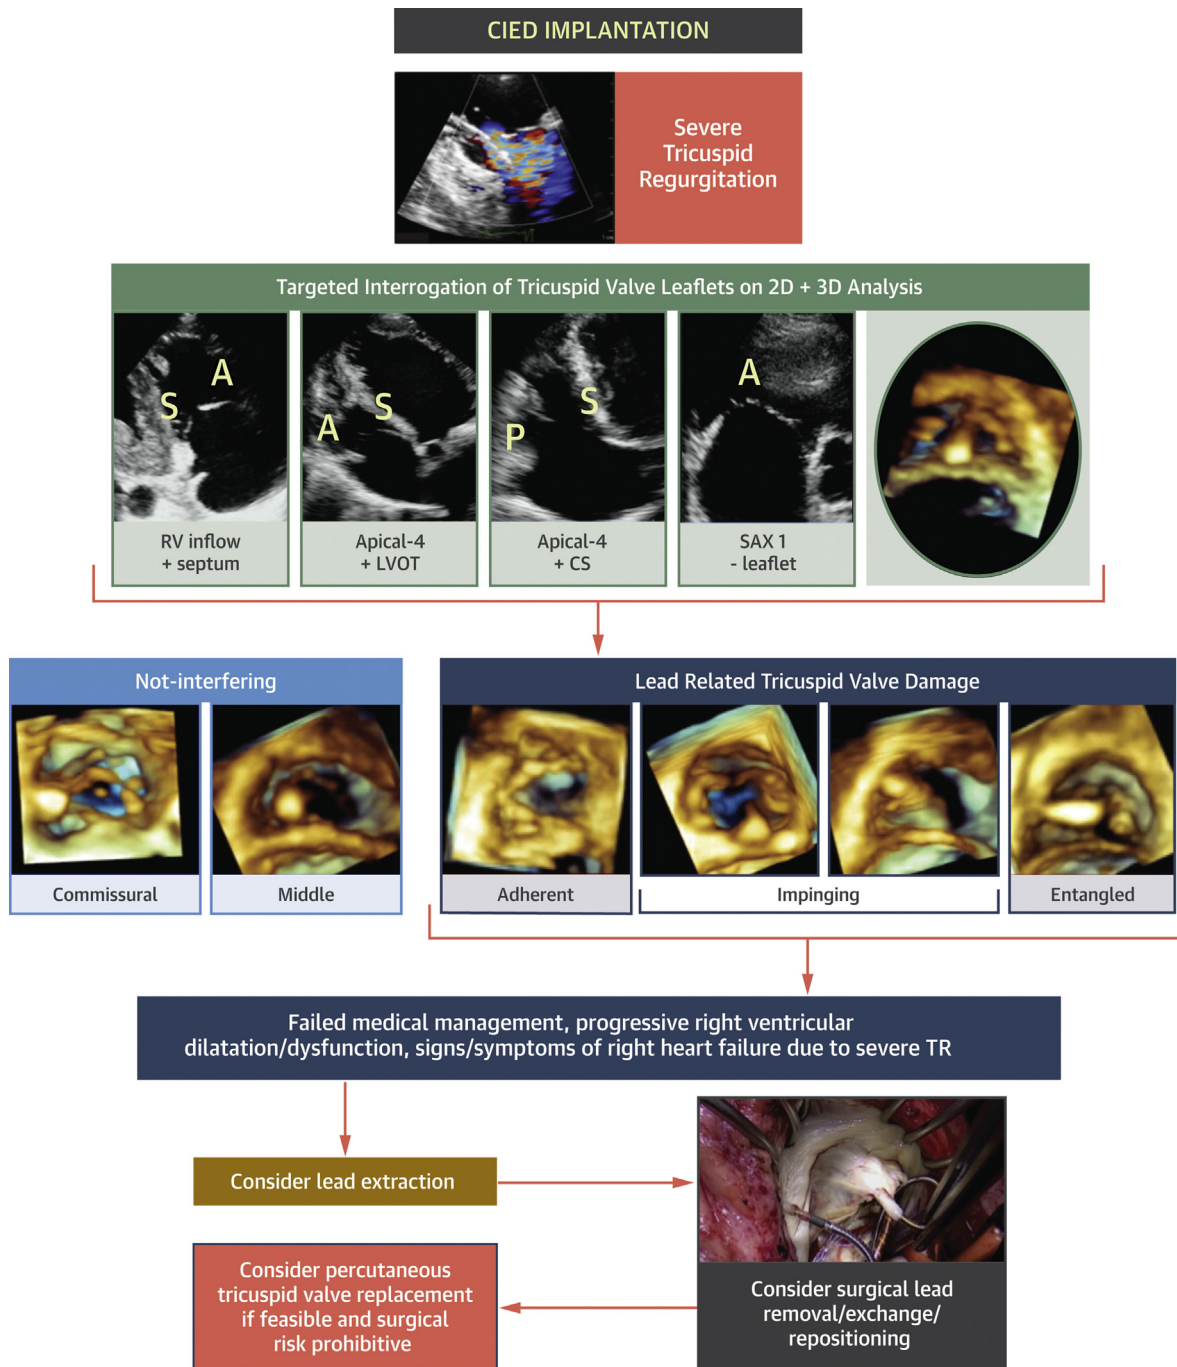 CIED IMPLANTATION
Severe
Tricuspid
Regurgitation
Targeted Interrogation of Tricuspid Valve Leaflets on 2D + 3D Analysis
A
S
RV inflow
+ septum
S
A
Apical-4
+ LVOT
S
P
Apical-4
+ CS
A
SAX 1
- leaflet
Not-interfering
Commissural
Middle
Lead Related Tricuspid Valve Damage
Adherent
Impinging
Entangled
Failed medical management, progressive right ventricular
dilatation/dysfunction, signs/symptoms of right heart failure due to severe TR
Consider lead extraction
Consider surgical lead
removal/exchange/
repositioning
Consider percutaneous
tricuspid valve replacement
if feasible and surgical
risk prohibitive